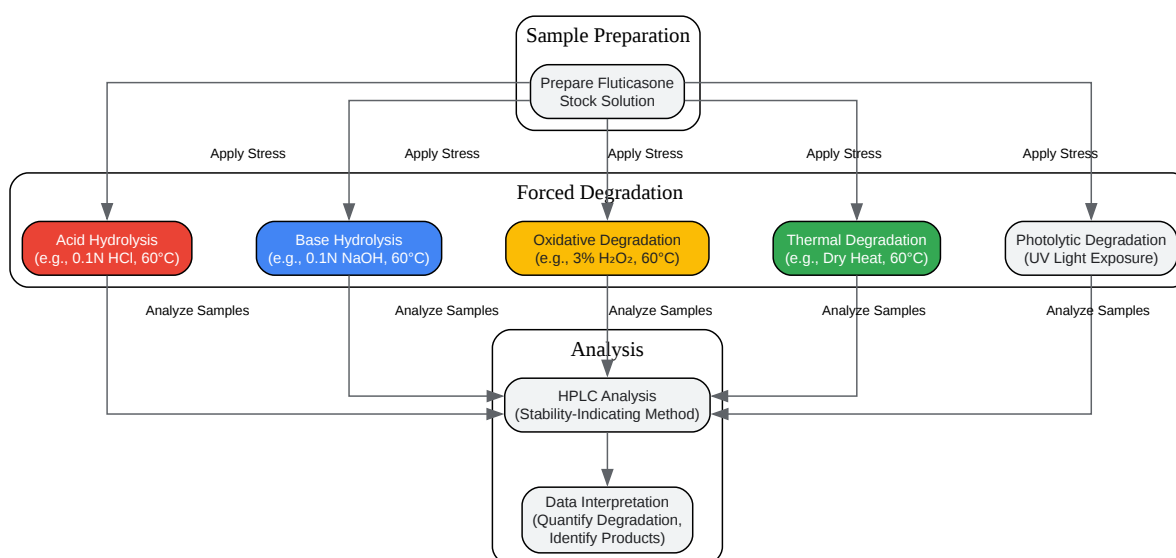 Sample Preparation
Prepare Fluticasone
Stock Solution
Apply Stress
Apply Stress
Apply Stress
Apply Stress
Apply Stress
Forced Degradation
Acid Hydrolysis
(e.g., 0.1N HCl, 60°C)
Base Hydrolysis
(e.g., 0.1N NaOH, 60°C)
Oxidative Degradation
(e.g., 3% H₂O₂, 60°C)
Thermal Degradation
(e.g., Dry Heat, 60°C)
Photolytic Degradation
(UV Light Exposure)
Analyze Samples
Analyze Samples
Analyze Samples
Analyze Samples
Analyze Samples
Analysis
HPLC Analysis
(Stability-Indicating Method)
Data Interpretation
(Quantify Degradation,
Identify Products)